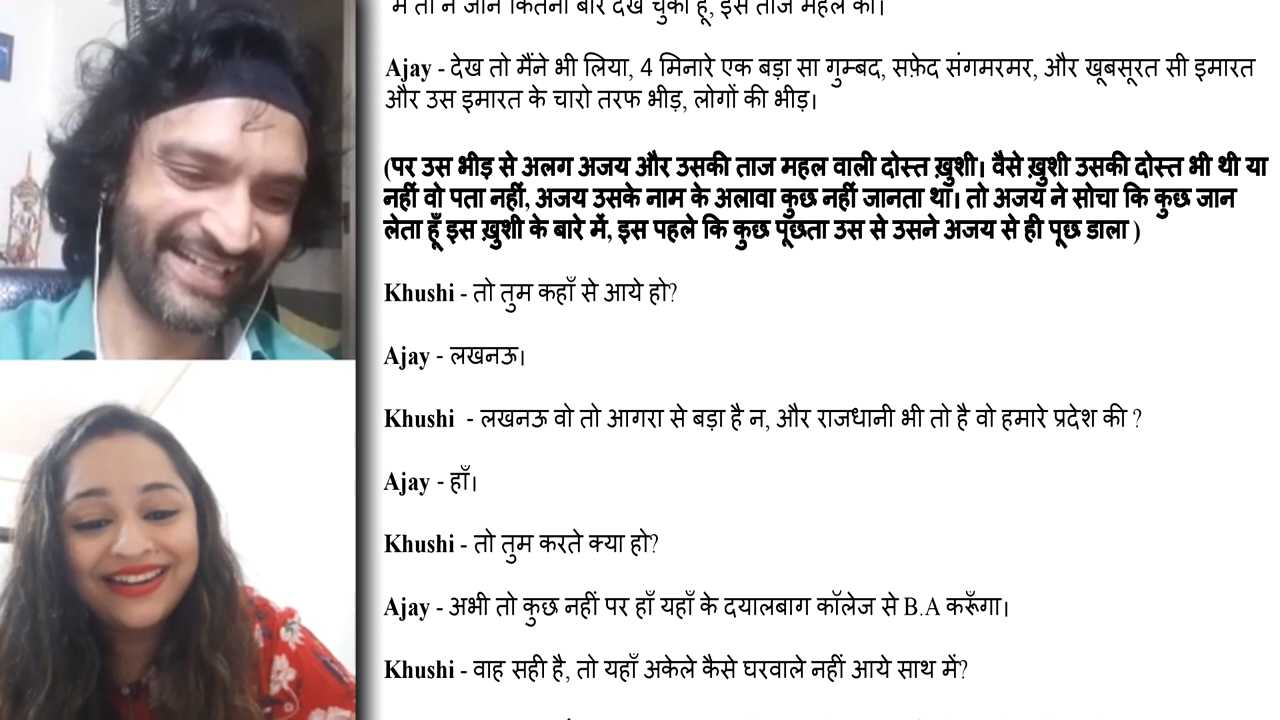 में तो न जाने कितनी बार देख चुकी हूँ, इस ताज महल को।
Ajay - देख तो मैंने भी लिया, 4 मिनारे एक बड़ा सा गुम्बद, सफ़ेद संगमरमर, और खूबसूरत सी इमारत
और उस इमारत के चारो तरफ भीड़, लोगों की भीड़।
(पर उस भीड़ से अलग अजय और उसकी ताज महल वाली दोस्त ख़ुशी। वैसे ख़ुशी उसकी दोस्त भी थी या
नहीं वो पता नहीं, अजय उसके नाम के अलावा कुछ नहीं जानता था। तो अजय ने सोचा कि कुछ जान
लेता हूँ इस ख़ुशी के बारे में, इस पहले कि कुछ पूछता उस से उसने अजय से ही पूछ डाला )
Khushi - तो तुम कहाँ से आये हो?
Ajay - लखनऊ।
Khushi - लखनऊ वो तो आगरा से बड़ा है न, और राजधानी भी तो है वो हमारे प्रदेश की ?
Ajay - हाँ।
Khushi - तो तुम करते क्या हो?
Ajay - अभी तो कुछ नहीं पर हाँ यहाँ के दयालबाग कॉलेज से B.A करूँगा।
Khushi - वाह सही है, तो यहाँ अकेले कैसे घरवाले नहीं आये साथ में?